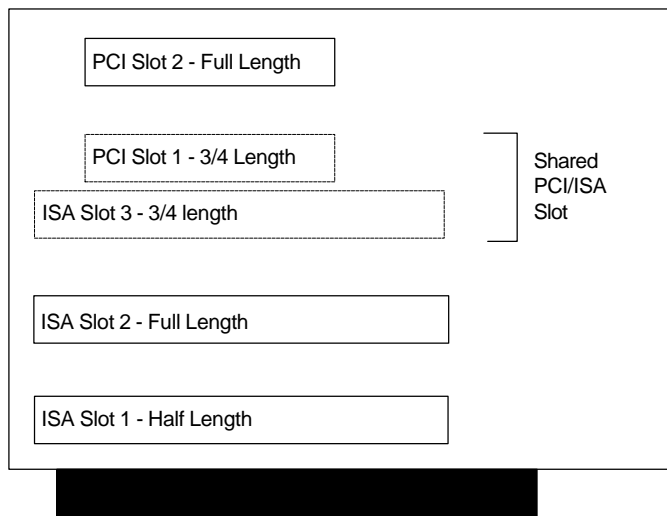 PCI Slot 2 - Full Length
PCI Slot 1 - 3/4 Length
ISA Slot 3 - 3/4 length
Shared
PCI/ISA
Slot
ISA Slot 2 - Full Length
ISA Slot 1 - Half Length